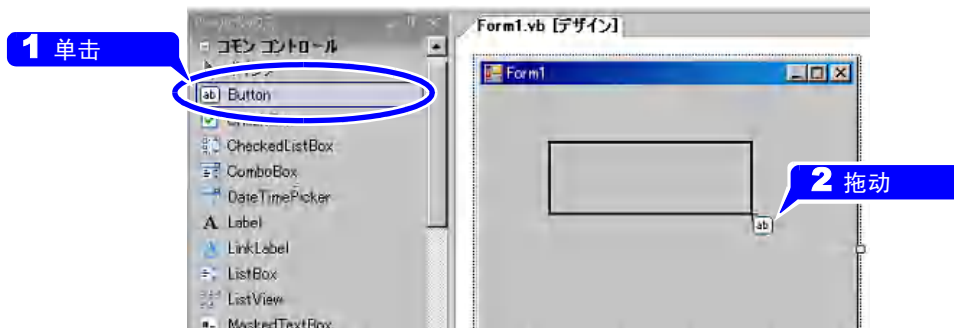 1 单击
コモン コントロール
ab Button
CheckedListBox
ComboBox
DateTimePicker
A Label
LinkLabel
ListBox
ListView
MaskedTextBox
Form1.vb [デザイン]
Form1
2 拖动
ab